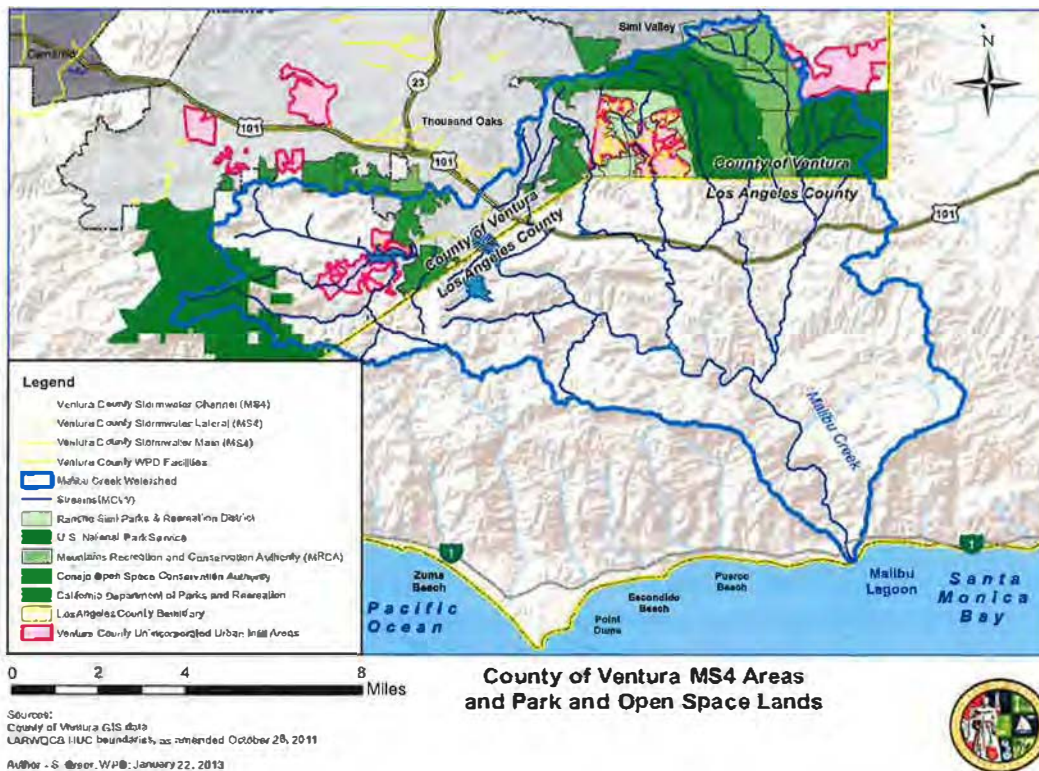 Simi Valley
Camarillo
N
23
101
Thousand Oaks
101
County of Ventura
Los Angeles County
101
County of Ventura
Los Angeles County
Malibu Creek
Legend
Ventura County Stormwater Channel (MS4)
Ventura County Stormwater Lateral (MS4)
Ventura County Stormwater Main (MS4)
Ventura County WPD Facilities
Malibu Creek Watershed
Streams (MCW)
Rancho Simi Parks & Recreation District
U.S. National Park Service
Mountains Recreation and Conservation Authority (MRCA)
Conejo Open Space Conservation Authority
California Department of Parks and Recreation
Los Angeles County Boundary
Ventura County Unincorporated Urban Infill Areas
1
1
Zuma
Beach
Pacific
Ocean
Point
Dume
Escondido
Beach
Puerco
Beach
Malibu
Lagoon
Santa
Monica
Bay
0 2 4 8
Miles
County of Ventura MS4 Areas
and Park and Open Space Lands
Sources:
County of Ventura GIS data
LARWQCB HUC boundaries, as amended October 28, 2011
Author - S. WPD: January 22, 2013